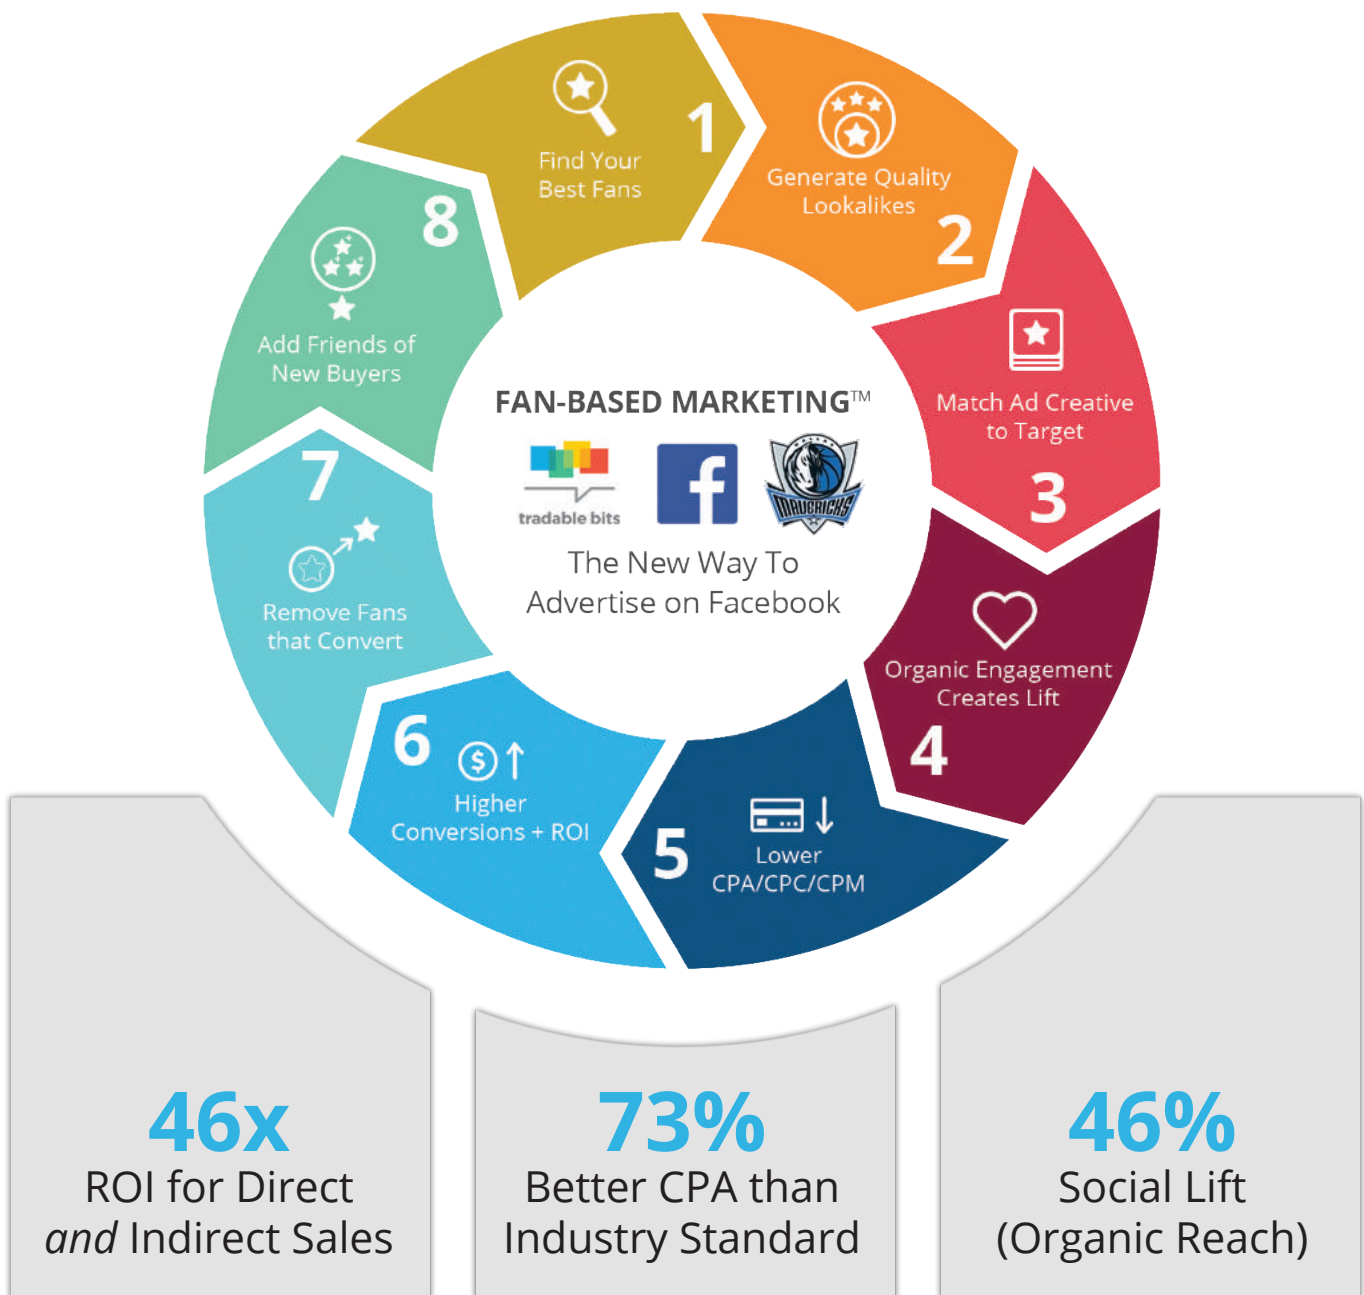 1
Find Your
Best Fans
2
Generate Quality
Lookalikes
3
Match Ad Creative
to Target
4
Organic Engagement
Creates Lift
5
Lower
CPA/CPC/CPM
6
Higher
Conversions + ROI
7
Remove Fans
that Convert
8
Add Friends of
New Buyers
FAN-BASED MARKETING™
tradable bits
f
DALLAS
MAVERICKS
The New Way To
Advertise on Facebook
46x
ROI for Direct
and Indirect Sales
73%
Better CPA than
Industry Standard
46%
Social Lift
(Organic Reach)